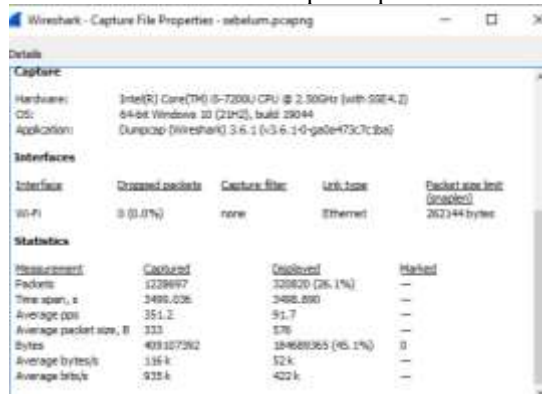 Wireshark - Capture File Properties - sebelum.pcapng
Details
Capture
Hardware: Intel(R) Core(TM) i5-7200U CPU @ 2.50GHz (with SSE4.2)
OS: 64-bit Windows 10 (21H2), build 19044
Application: Dumpcap (Wireshark) 3.6.1 (v3.6.1-0-ga0e473c7c1ba)
Interfaces
Interface Dropped packets Capture filter Link type Packet size limit (snaplen)
Wi-Fi 0 (0.0%) none Ethernet 262144 bytes
Statistics
Measurement Captured Displayed Marked
Packets 1228697 320820 (26.1%) —
Time span, s 3498.890 —
Average pps 351.2 91.7 —
Average packet size, B 333 576 —
Bytes 409107392 184689365 (45.1%) 0
Average bytes/s 116 k 52 k —
Average bits/s 935 k 422 k —